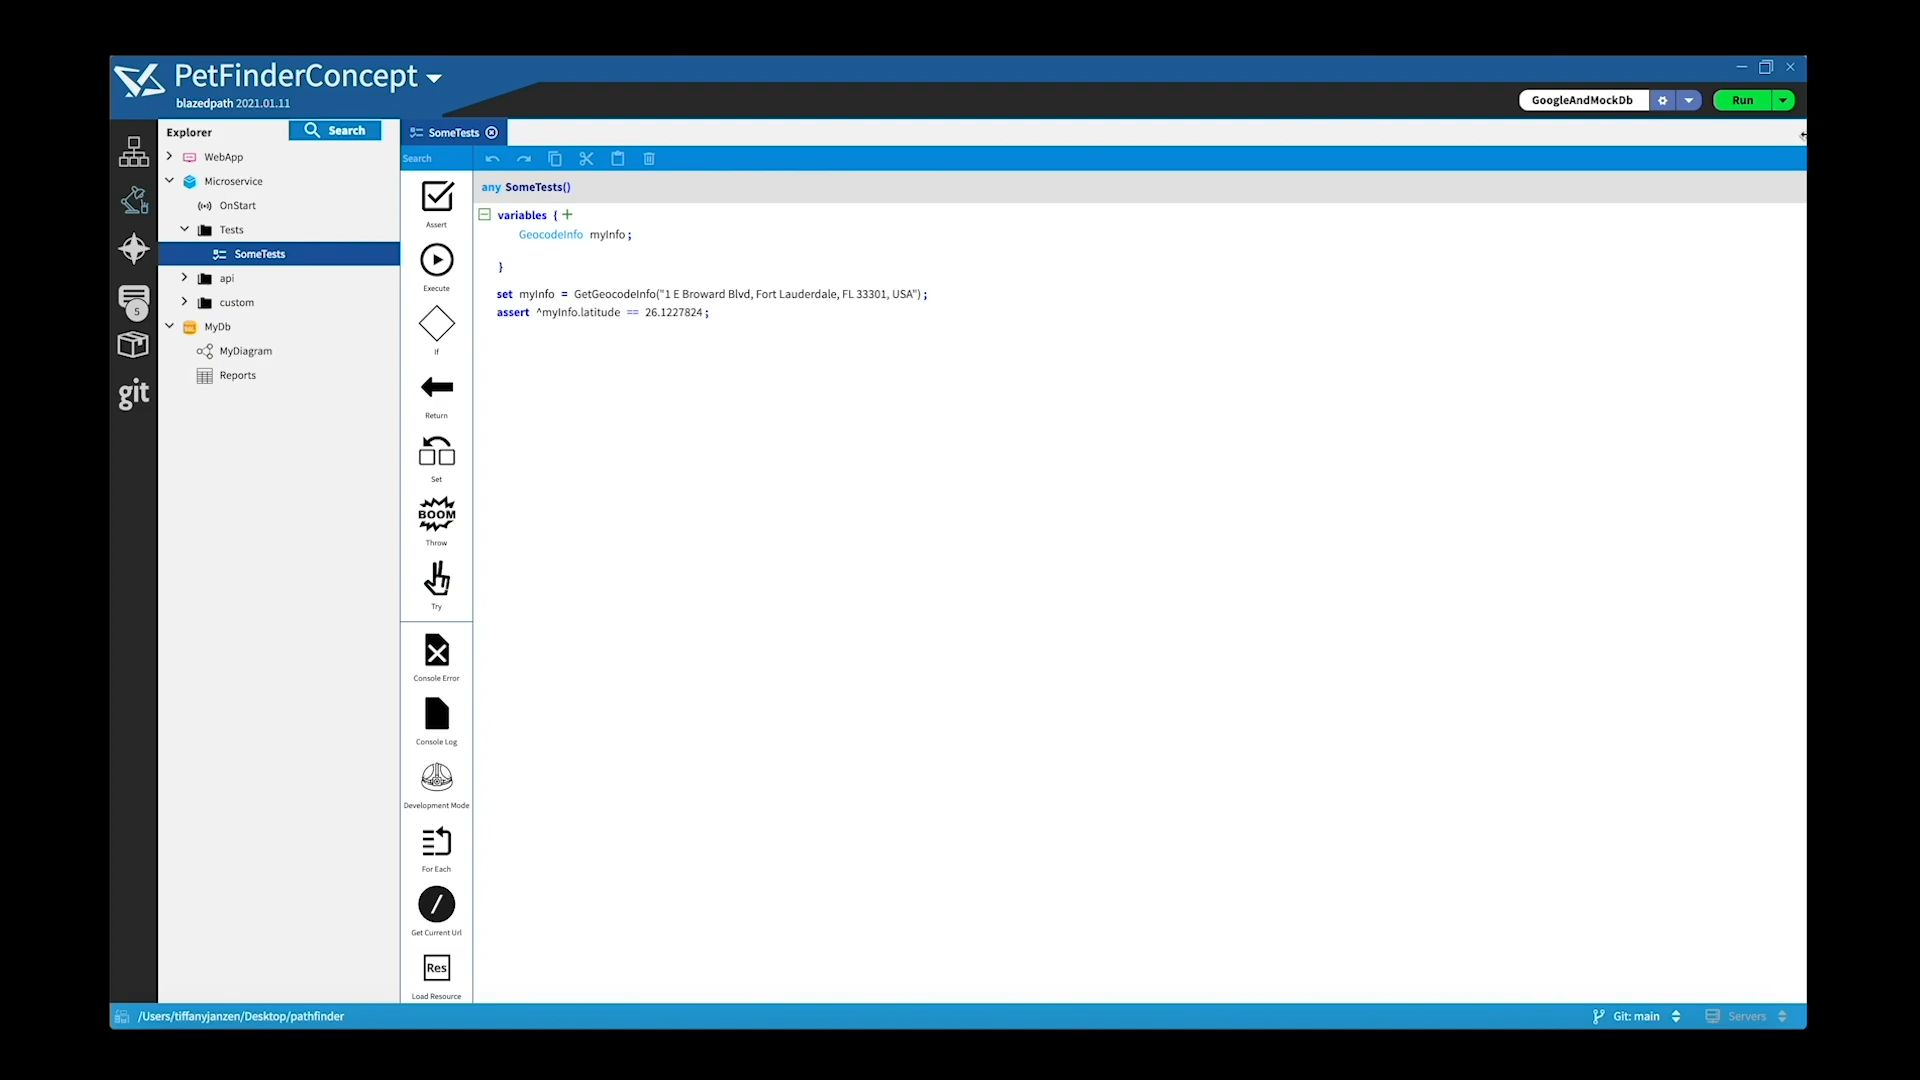 PetFinderConcept
blazedpath 2021.01.11
GoogleAndMockDb
Run
Explorer
Search
WebApp
Microservice
OnStart
Tests
SomeTests
api
custom
MyDb
MyDiagram
Reports
5
git
SomeTests
Search
Assert
Execute
If
Return
Set
BOOM
Throw
Try
Console Error
Console Log
Development Mode
For Each
/
Get Current Url
Res
Load Resource
any SomeTests()
variables {
GeocodeInfo myInfo ;
}
set myInfo = GetGeocodeInfo("1 E Broward Blvd, Fort Lauderdale, FL 33301, USA") ;
assert ^myInfo.latitude == 26.1227824 ;
/Users/tiffanyjanzen/Desktop/pathfinder
Git: main
Servers